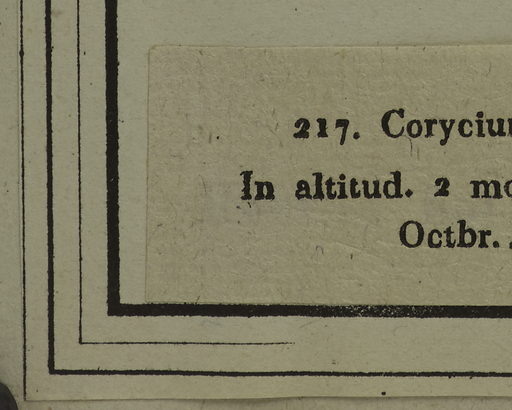 217. Coryciu
In altitud. 2 mo
Octbr.